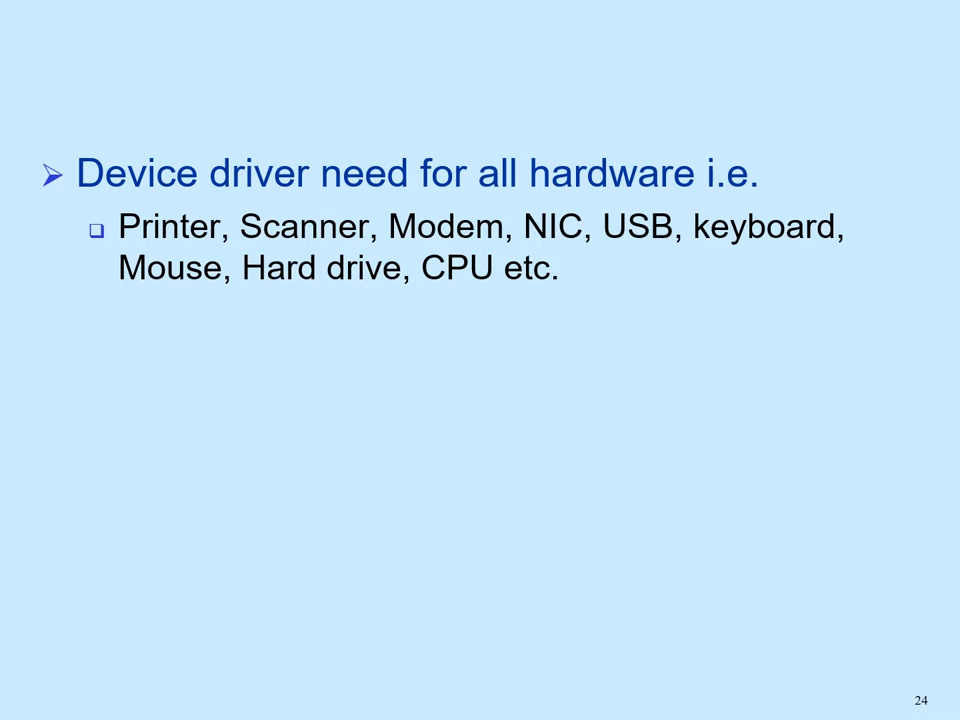 Device driver need for all hardware i.e.
Printer, Scanner, Modem, NIC, USB, keyboard,
Mouse, Hard drive, CPU etc.
24